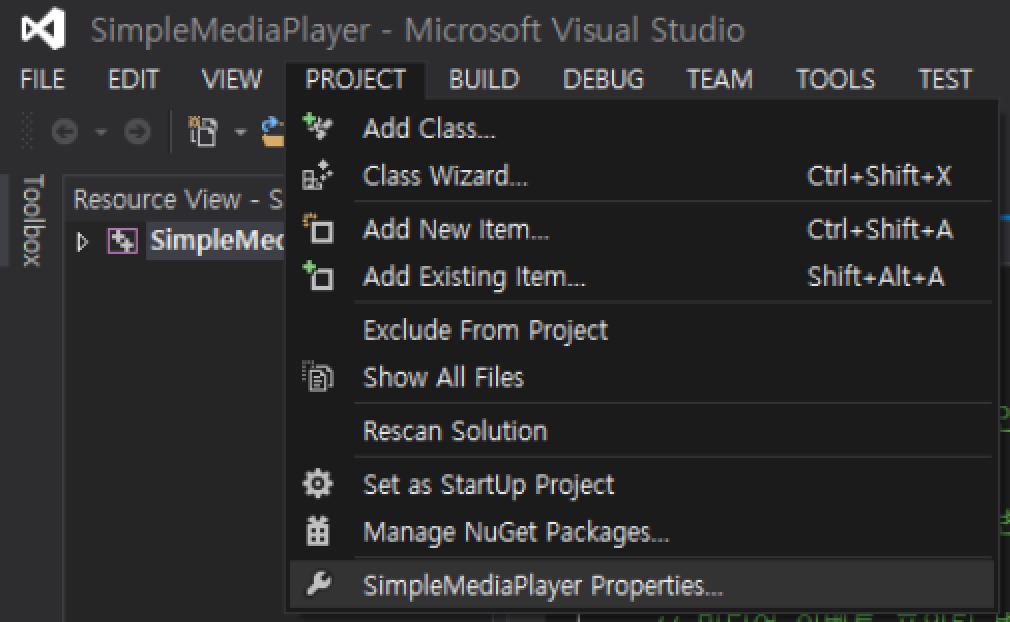 SimpleMediaPlayer - Microsoft Visual Studio
FILE EDIT VIEW PROJECT BUILD DEBUG TEAM TOOLS TEST
Add Class...
Class Wizard... Ctrl+Shift+X
Toolbox
Resource View - S
SimpleMed
Add New Item... Ctrl+Shift+A
Add Existing Item... Shift+Alt+A
Exclude From Project
Show All Files
Rescan Solution
Set as StartUp Project
Manage NuGet Packages...
SimpleMediaPlayer Properties...